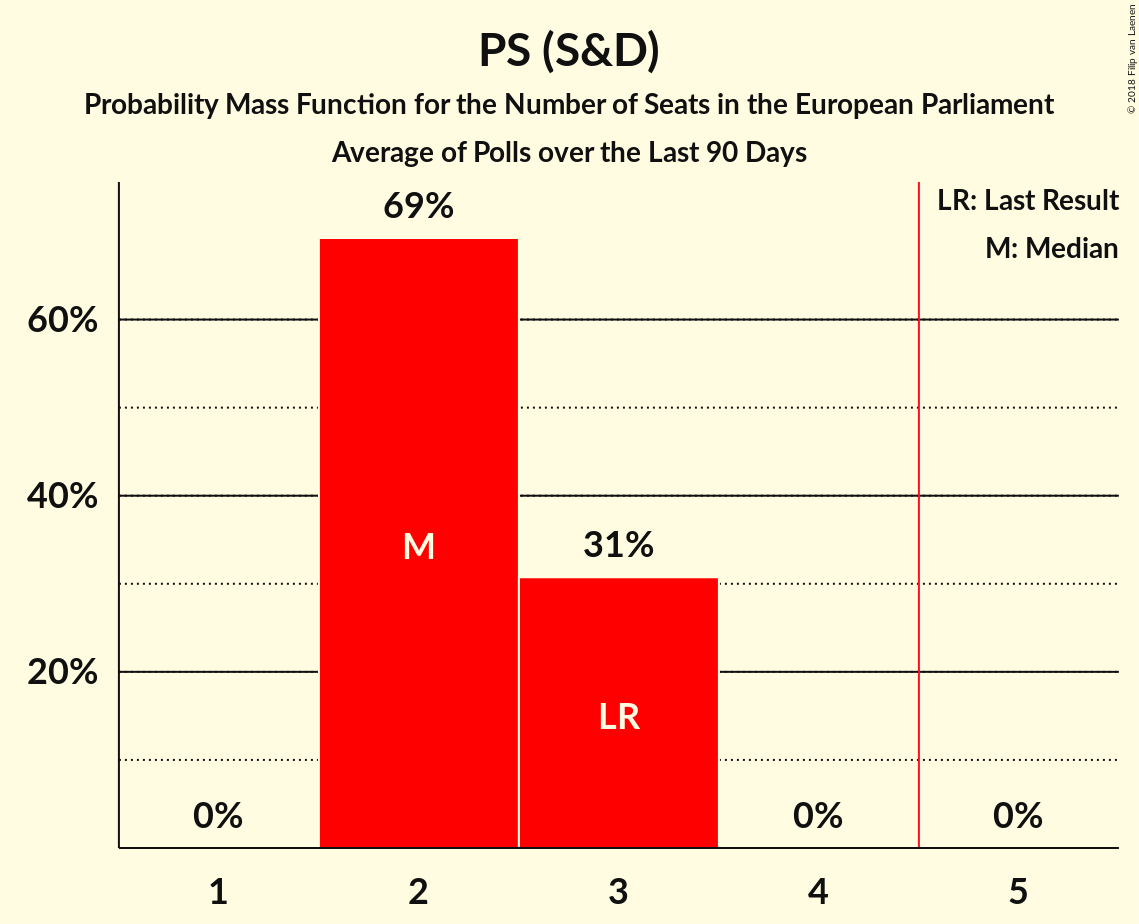 PS (S&D)
Probability Mass Function for the Number of Seats in the European Parliament
Average of Polls over the Last 90 Days
© 2018 Filip van Laenen
LR: Last Result
M: Median
69%
60%
40%
M
31%
20%
LR
0%
0%
0%
1
2
3
4
5